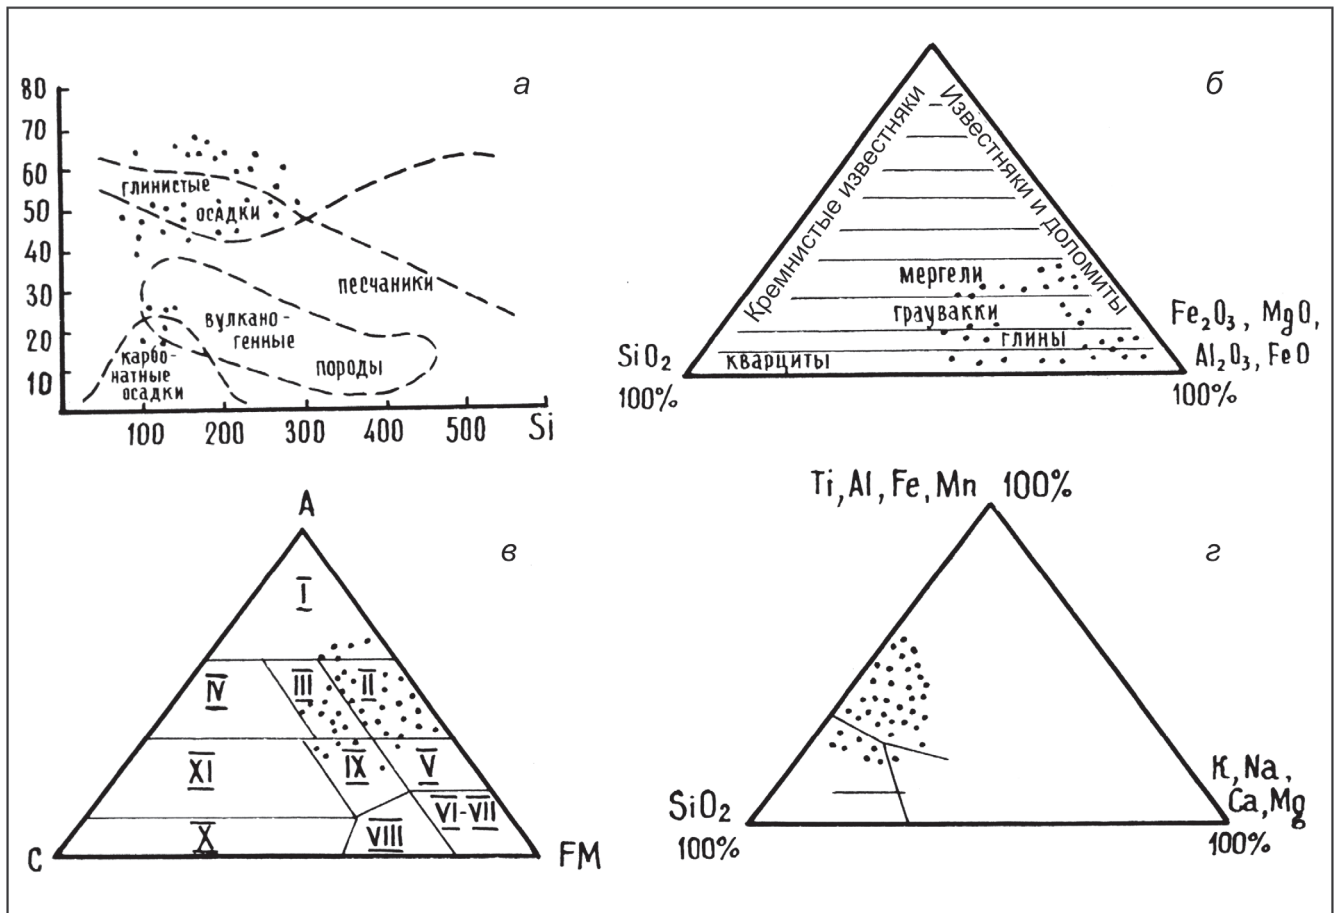 а
80
70
60
50
40
30
20
10
глинистые
осадки
песчаники
вулкано-
генные
породы
карбо-
натные
осадки
100 200 300 400 500 Si
б
Кремнистые известняки
Известняки и доломиты
мергели
граувакки
глины
кварциты
SiO₂
100%
Fe₂O₃, MgO,
Al₂O₃, FeO
100%
в
A
I
IV III II
XI IX V
X VIII VI-VII
C FM
г
Ti, Al, Fe, Mn 100%
SiO₂
100%
K, Na,
Ca, Mg
100%